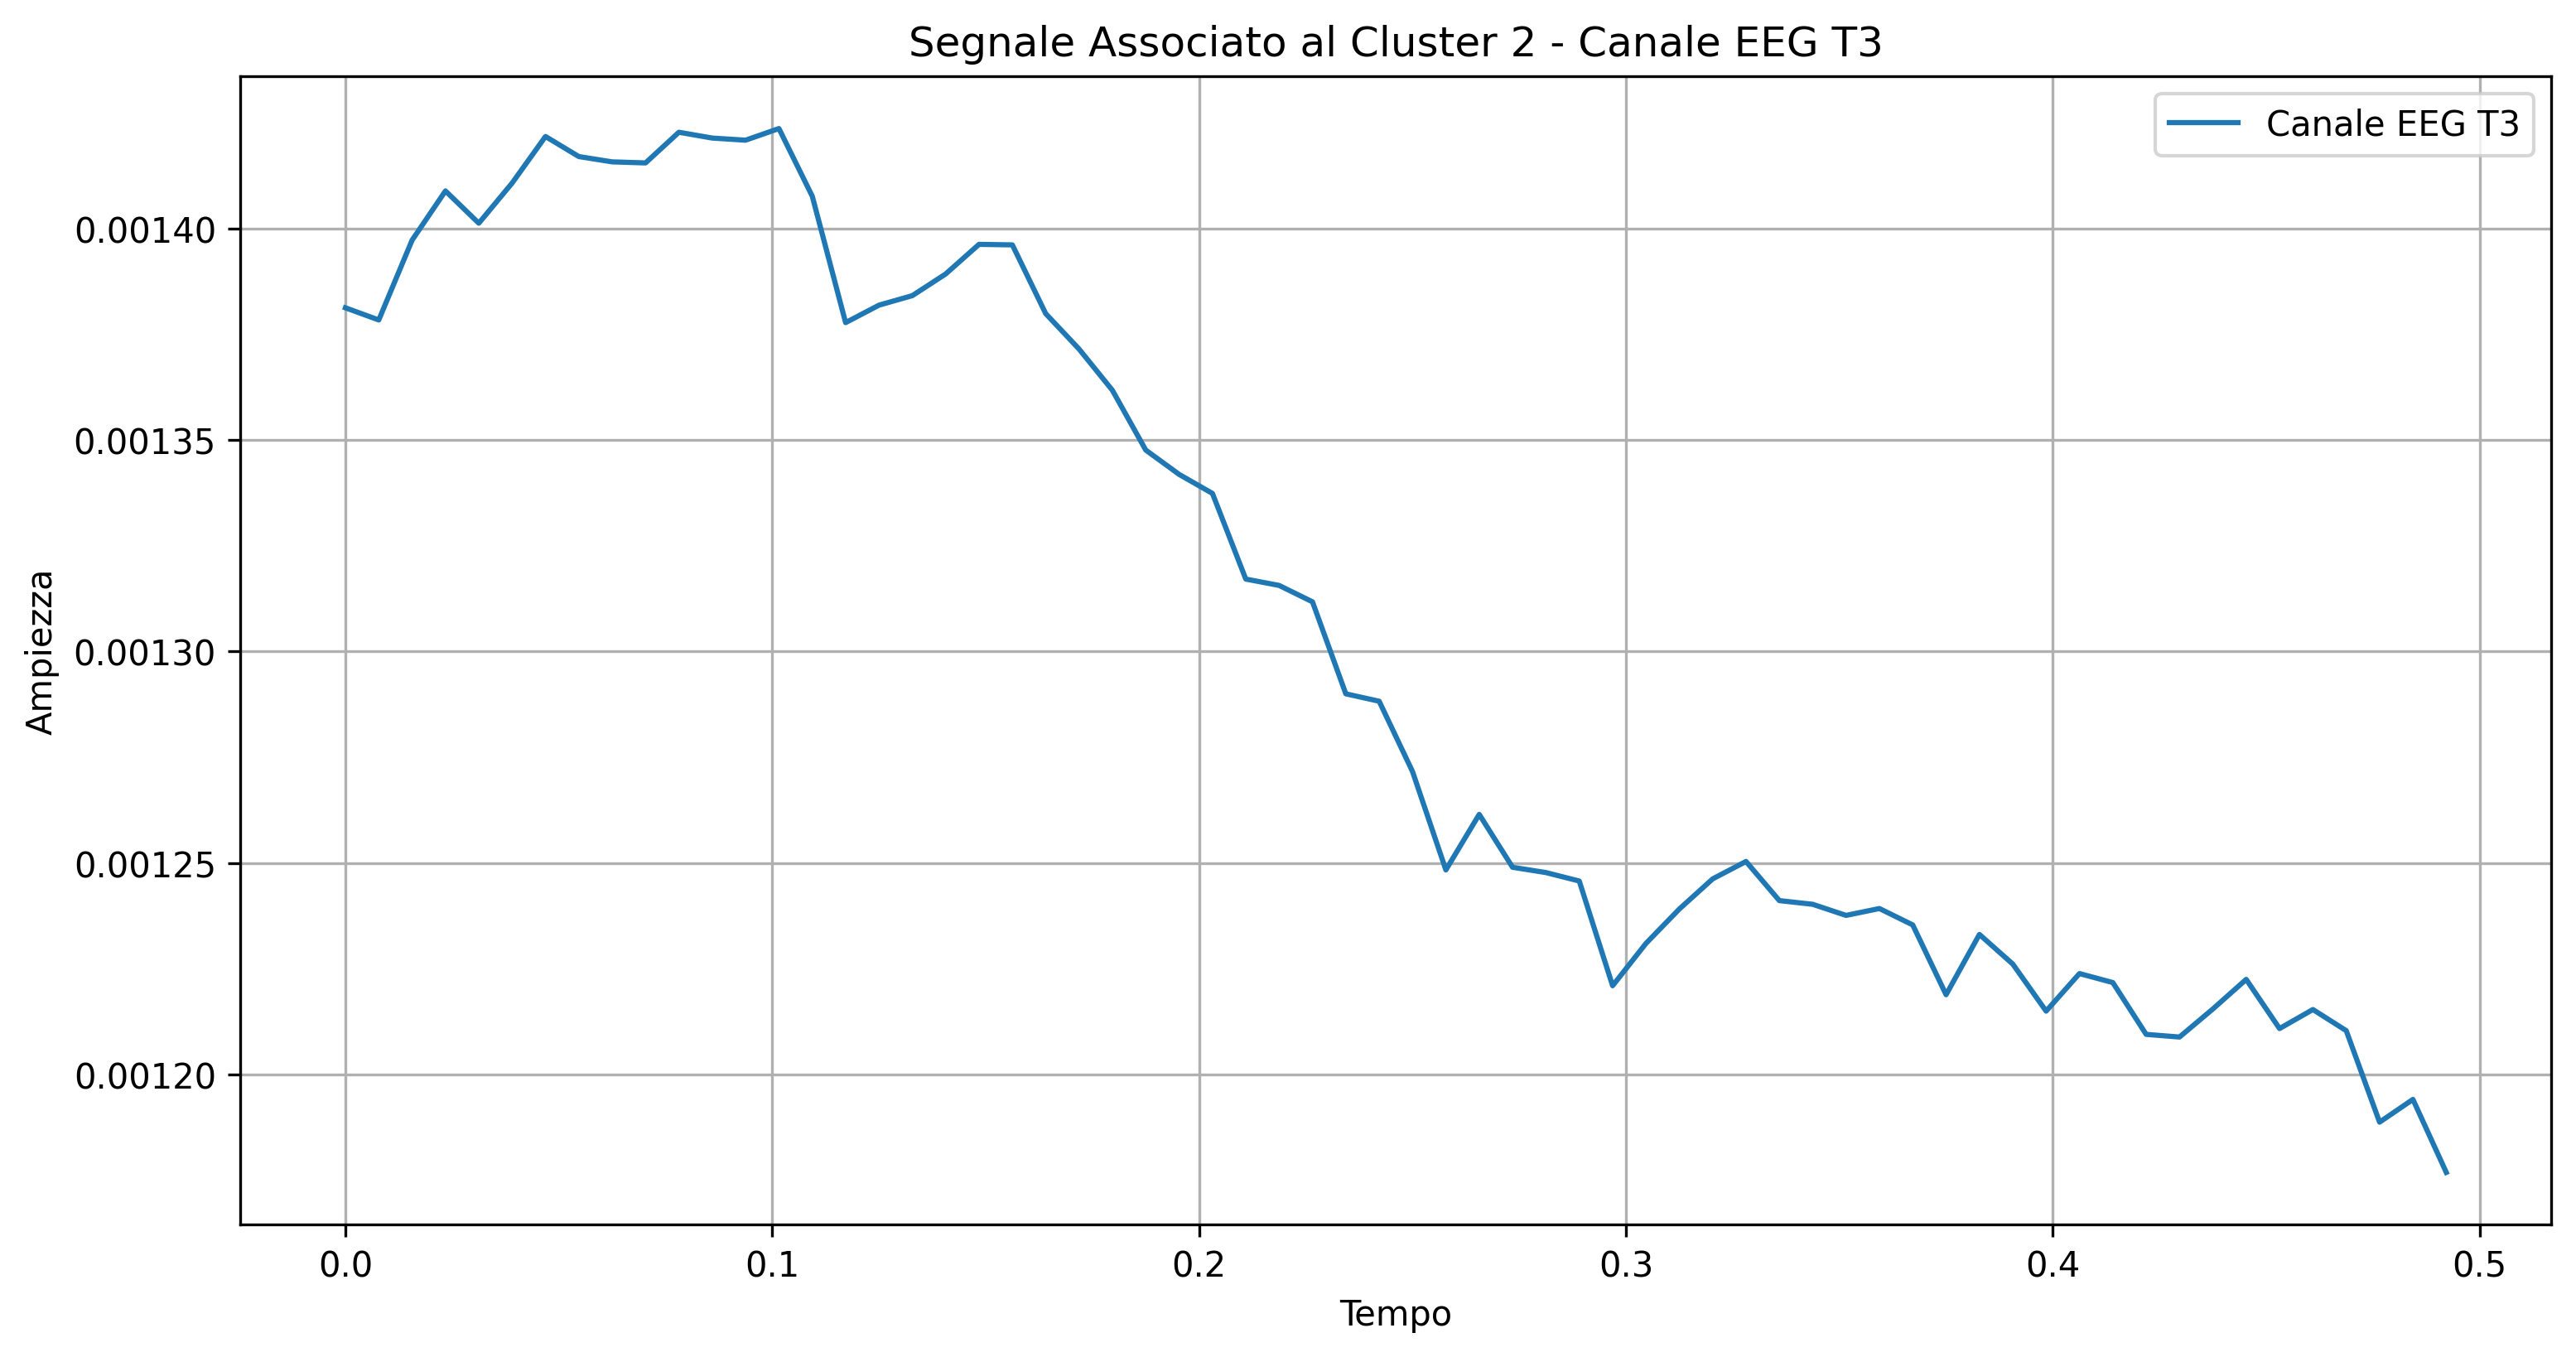 Segnale Associato al Cluster 2 - Canale EEG T3
Canale EEG T3
0.00140
0.00135
0.00130
0.00125
0.00120
Ampiezza
0.0 0.1 0.2 0.3 0.4 0.5
Tempo